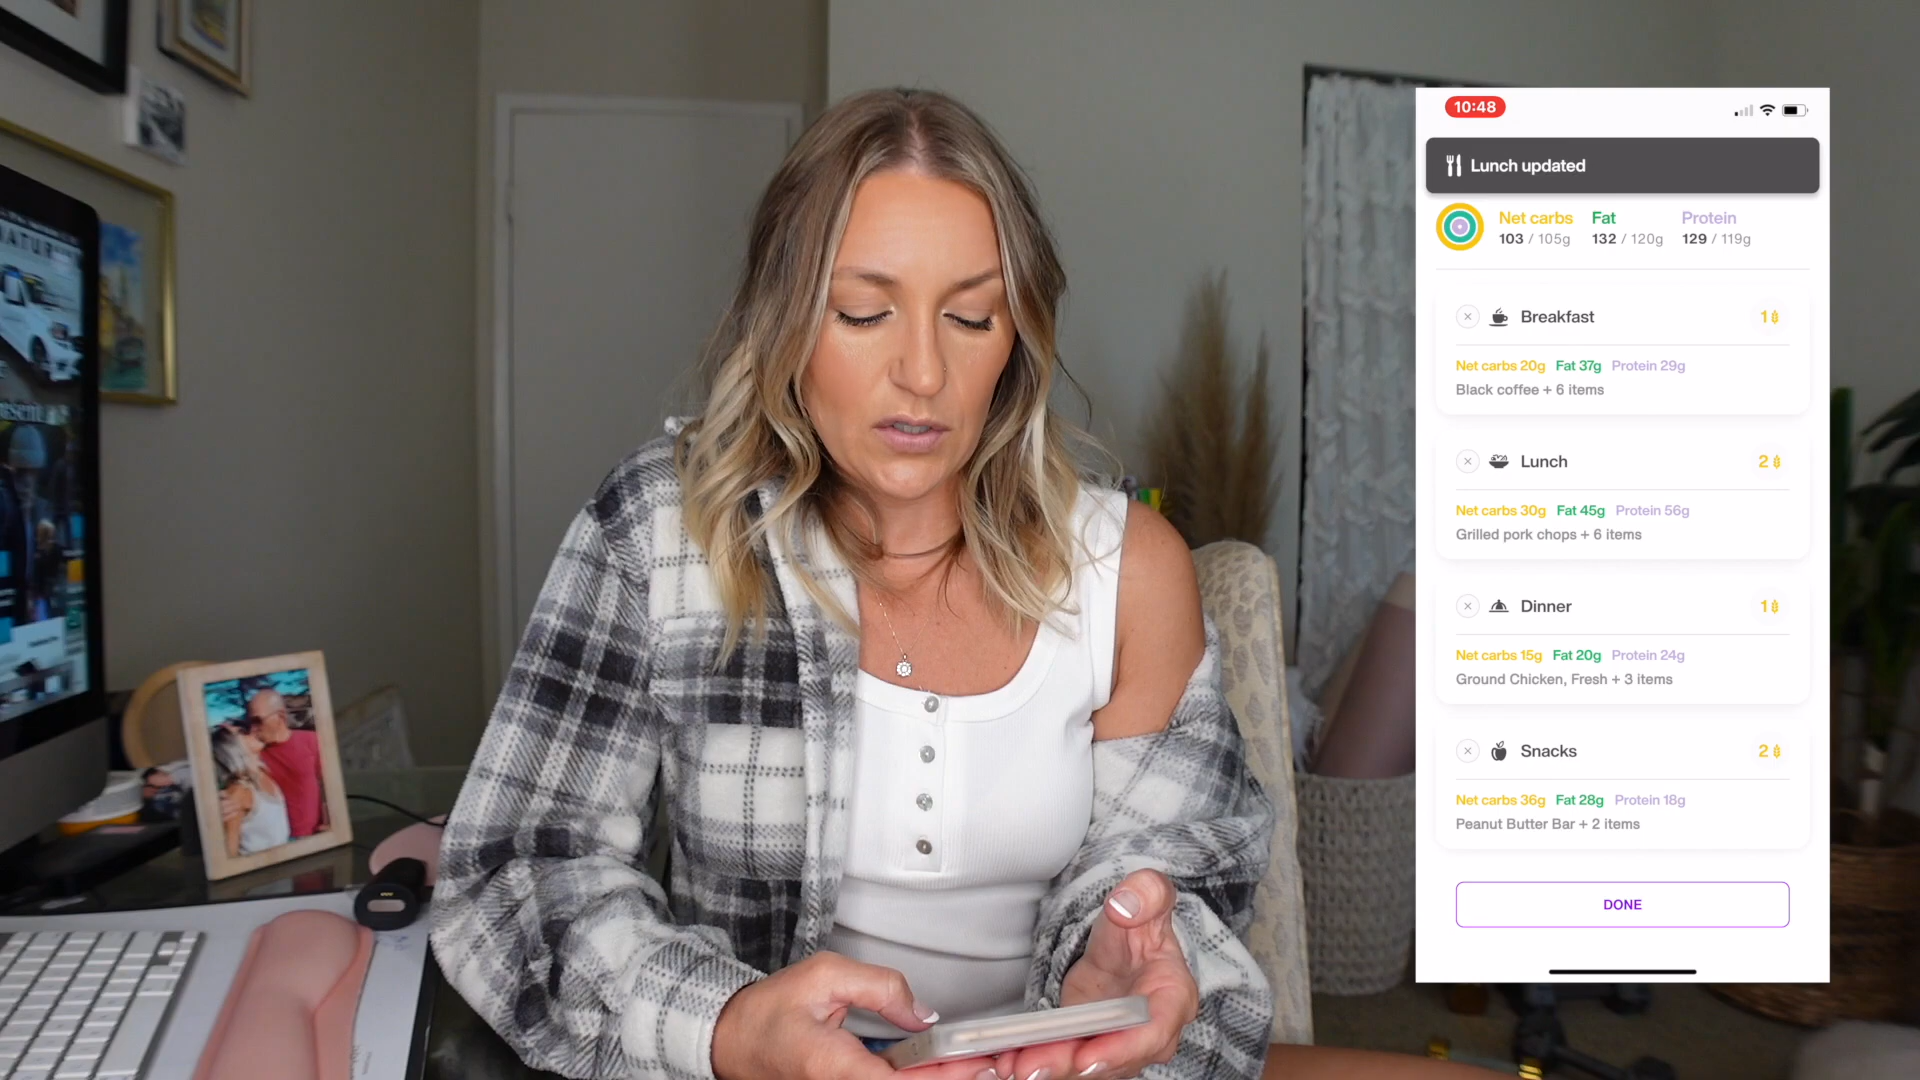 10:48
Lunch updated
Net carbs Fat Protein
103 / 105g 132 / 120g 129 / 119g
Breakfast 1
Net carbs 20g Fat 37g Protein 29g
Black coffee + 6 items
Lunch 2
Net carbs 30g Fat 45g Protein 56g
Grilled pork chops + 6 items
Dinner 1
Net carbs 15g Fat 20g Protein 24g
Ground Chicken, Fresh + 3 items
Snacks 2
Net carbs 36g Fat 28g Protein 18g
Peanut Butter Bar + 2 items
DONE